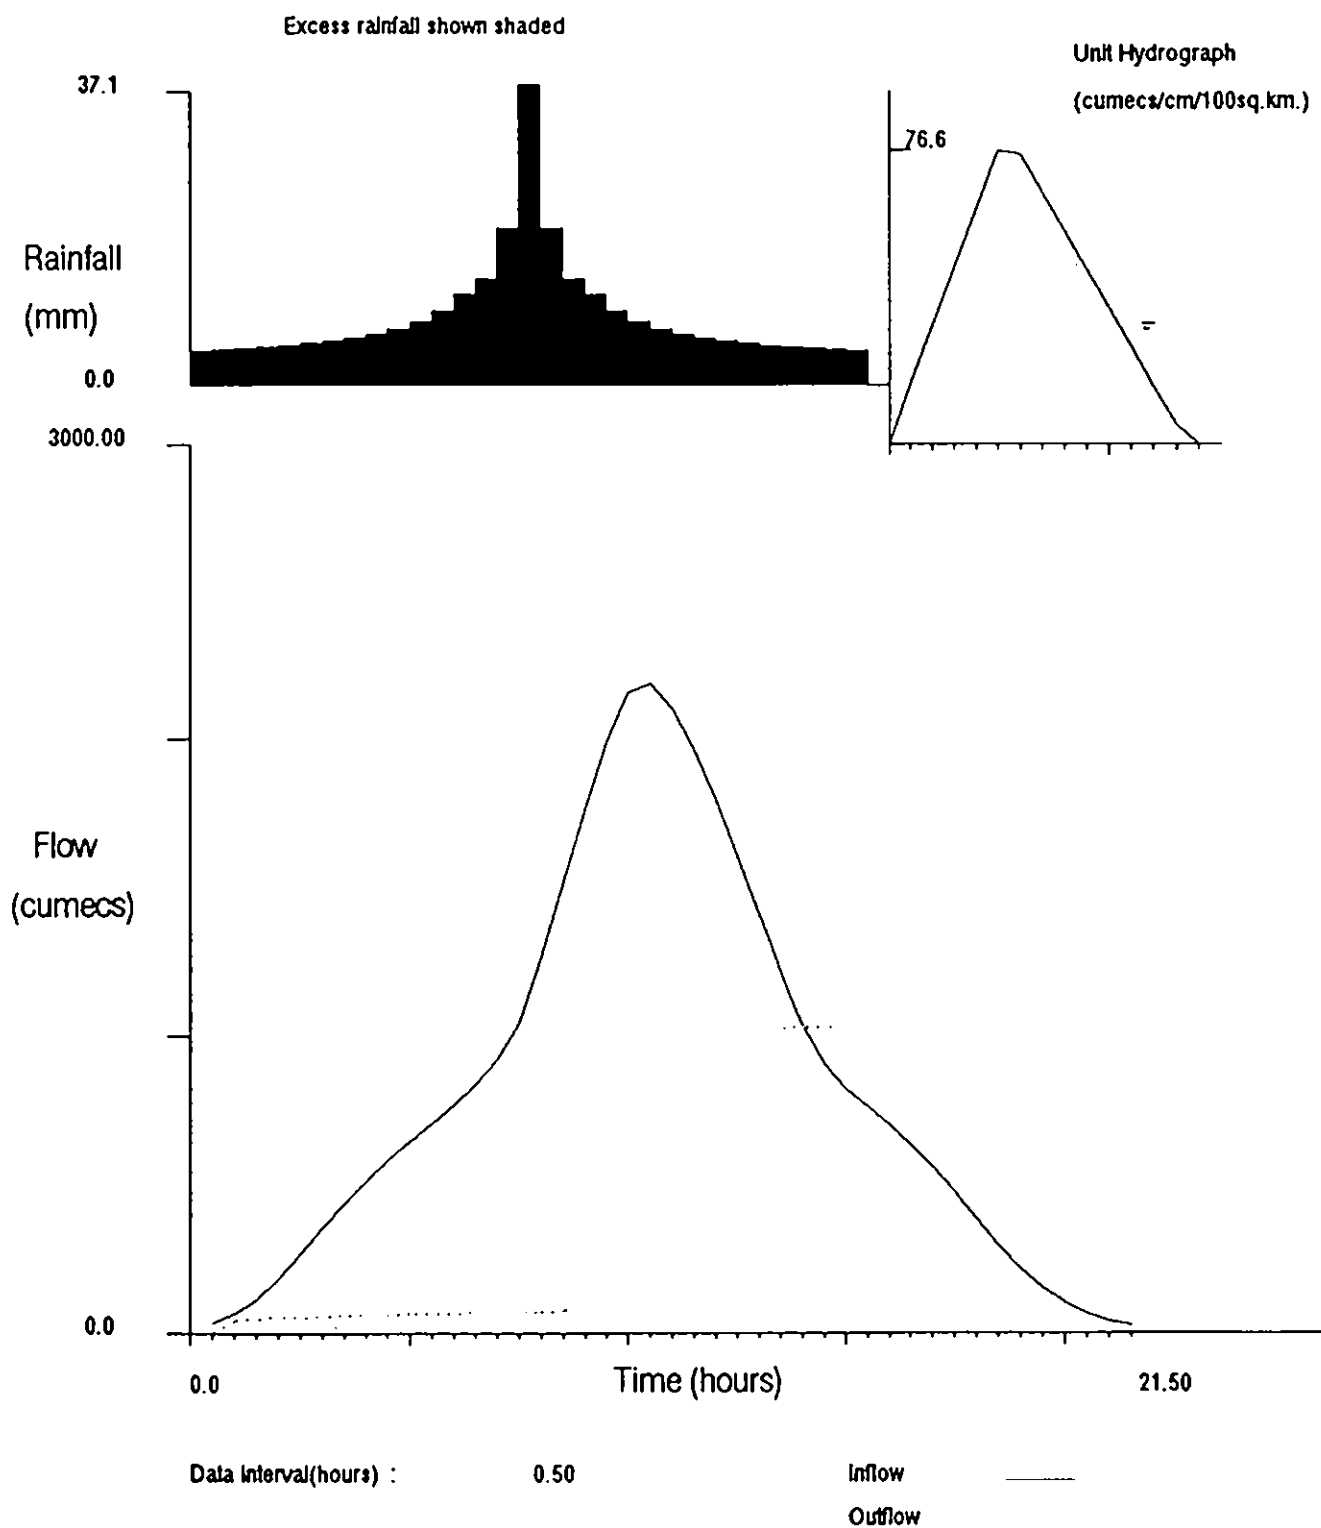 Excess rainfall shown shaded
Unit Hydrograph
(cumecs/cm/100sq.km.)
37.1
76.6
Rainfall
(mm)
0.0
3000.00
Flow
(cumecs)
0.0
0.0
Time (hours)
21.50
Data Interval(hours) : 0.50
Inflow
Outflow